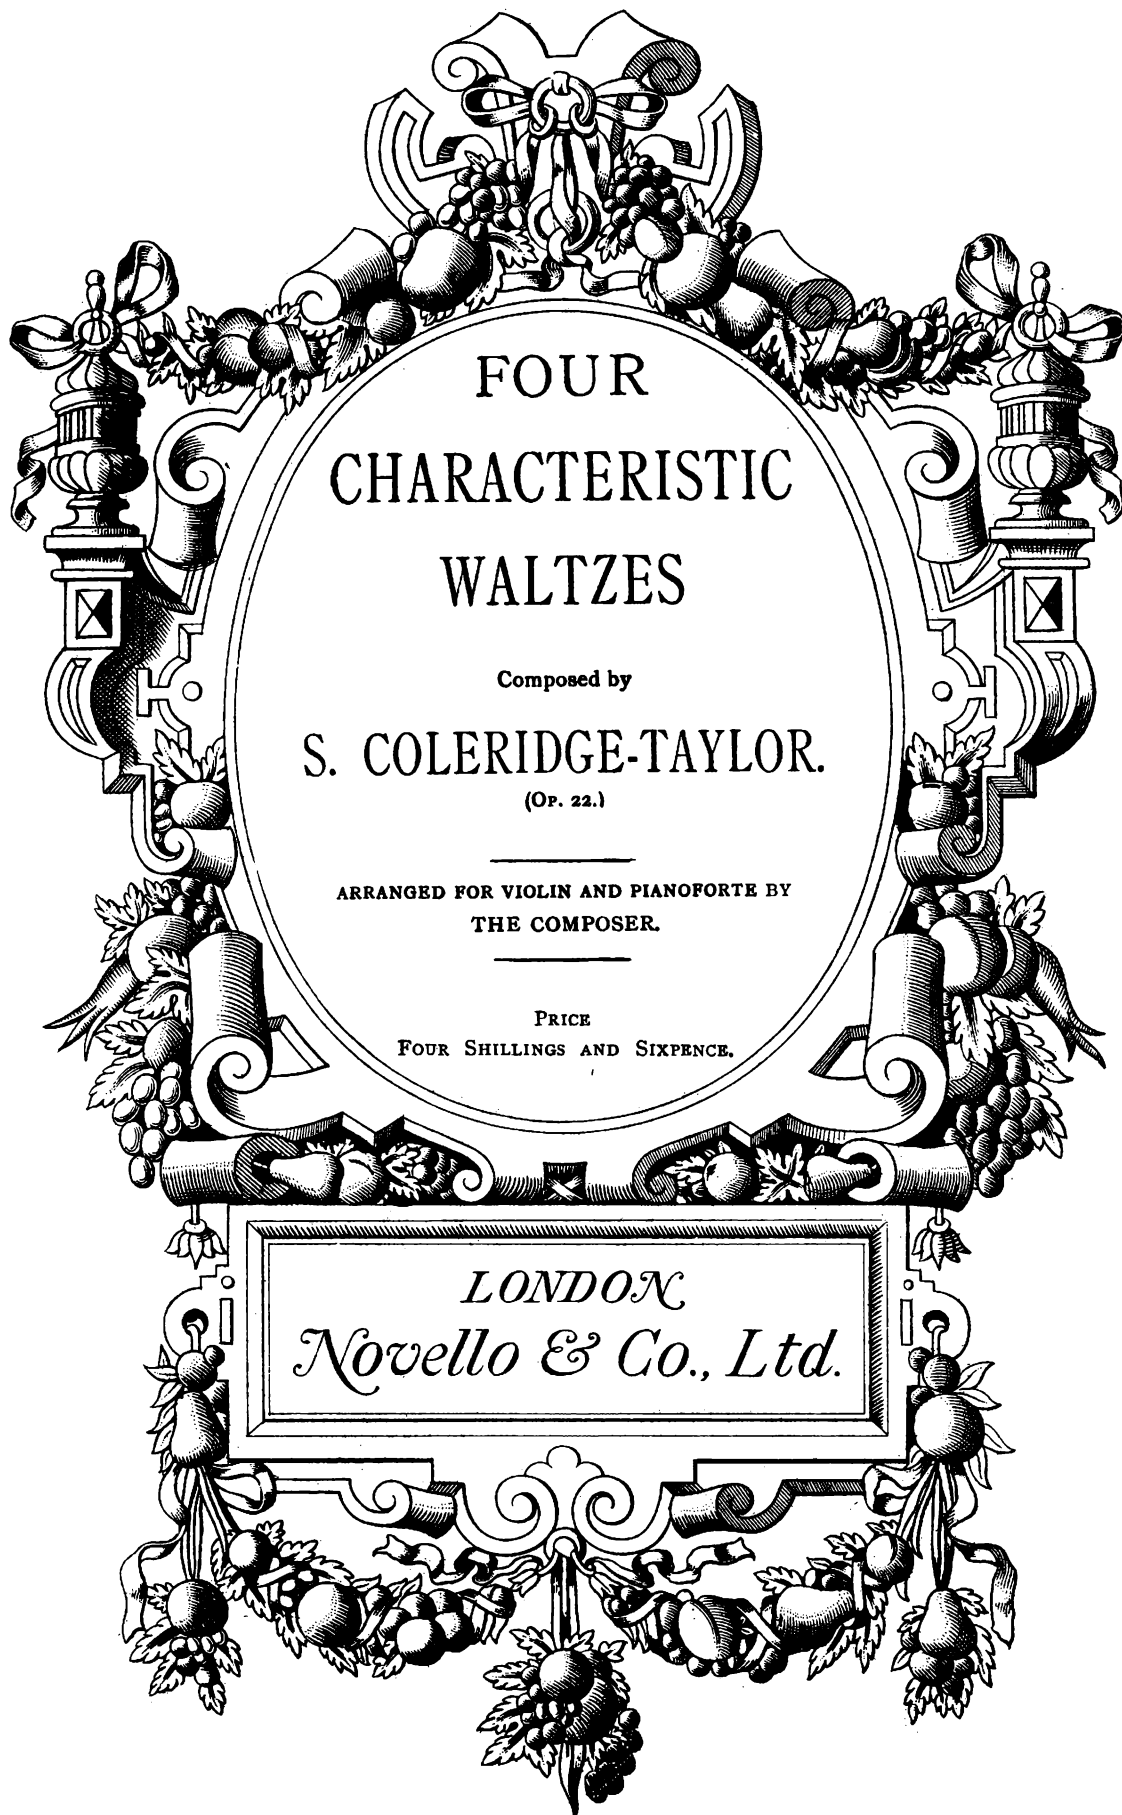 FOUR
CHARACTERISTIC
WALTZES
Composed by
S. COLERIDGE-TAYLOR.
(OP. 22.)
ARRANGED FOR VIOLIN AND PIANOFORTE BY
THE COMPOSER.
PRICE
FOUR SHILLINGS AND SIXPENCE.
LONDON
Novello & Co., Ltd.